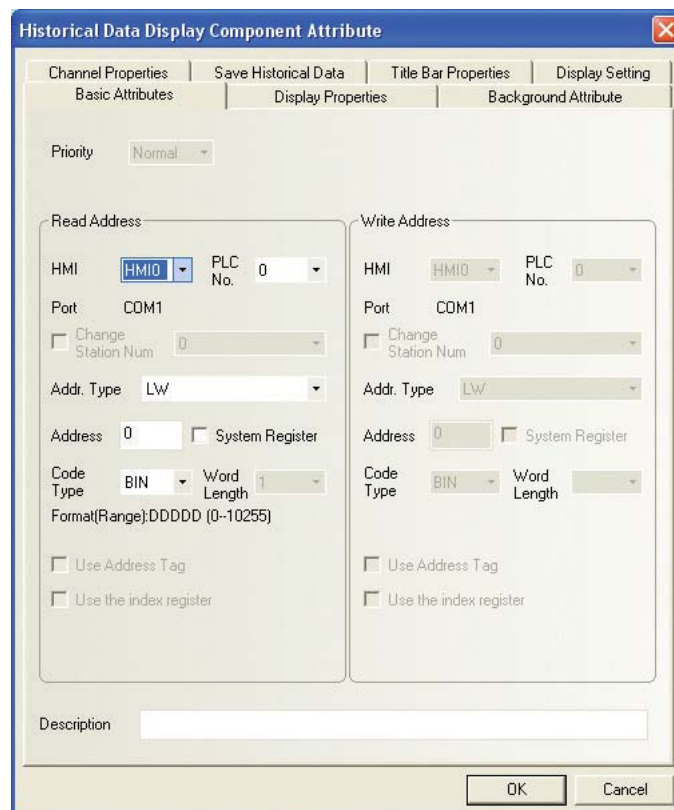 Historical Data Display Component Attribute
Channel Properties Save Historical Data Title Bar Properties Display Setting
Basic Attributes Display Properties Background Attribute
Priority Normal
Read Address
HMI HMI0 PLC No. 0
Port COM1
Change Station Num 0
Addr. Type LW
Address 0 System Register
Code Type BIN Word Length 1
Format(Range):DDDDD (0--10255)
Use Address Tag
Use the index register
Write Address
HMI HMI0 PLC No. 0
Port COM1
Change Station Num 0
Addr. Type LW
Address 0 System Register
Code Type BIN Word Length
Use Address Tag
Use the index register
Description
OK Cancel